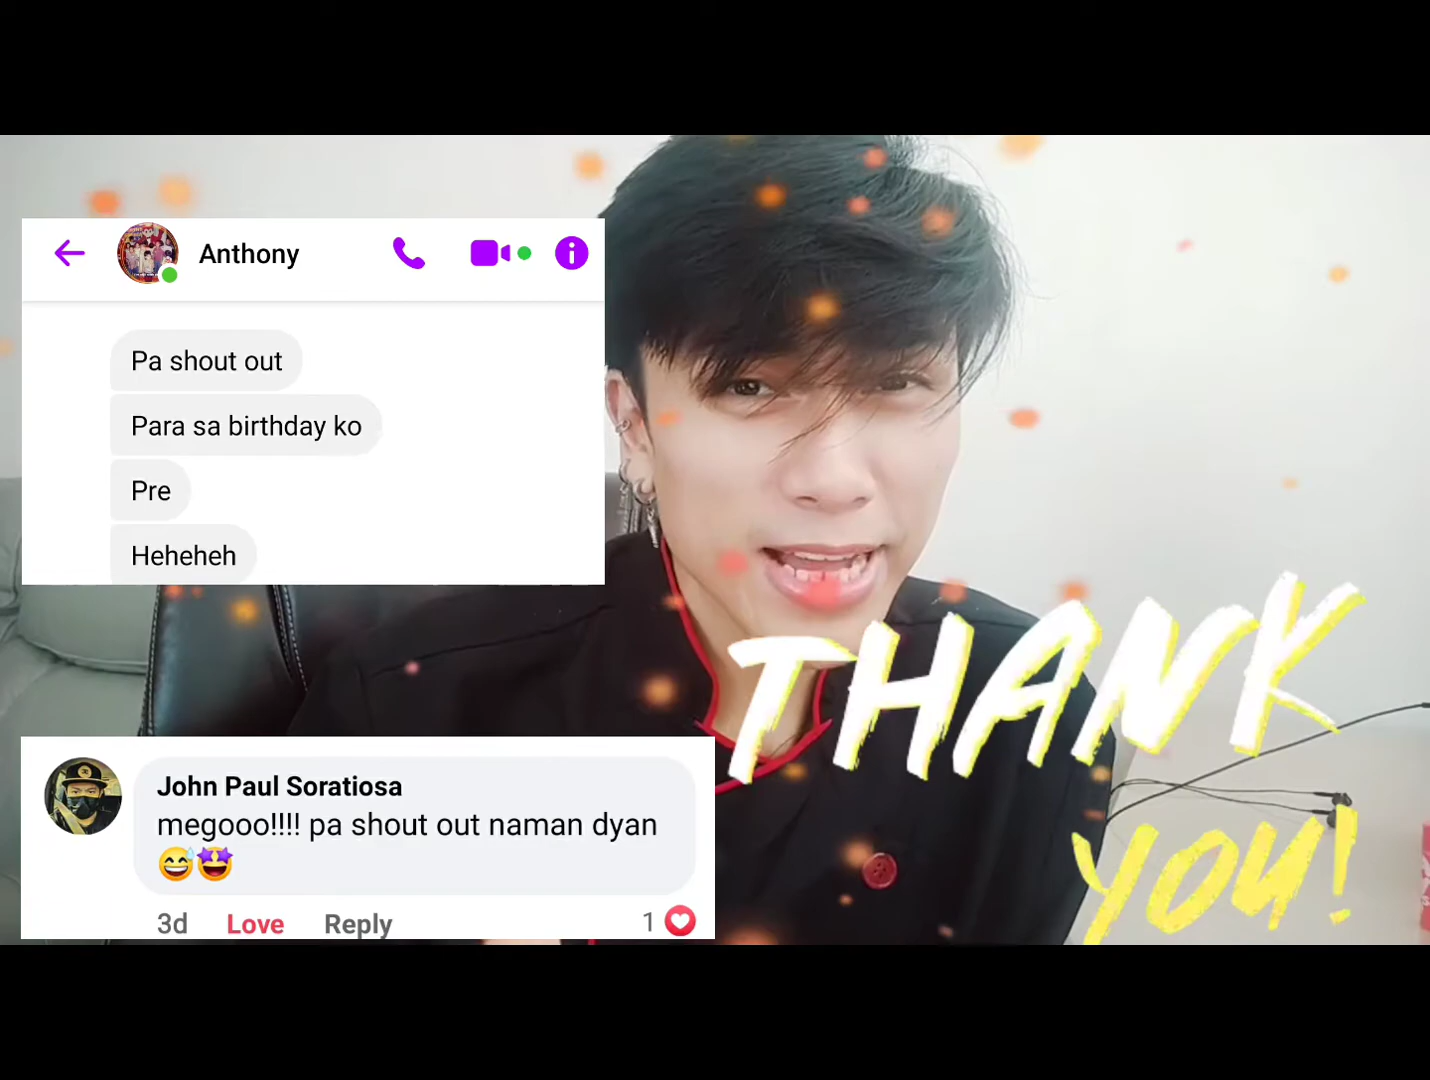 Anthony
Pa shout out
Para sa birthday ko
Pre
Heheheh
THANK
YOU!
John Paul Soratiosa
megooo!!!! pa shout out naman dyan
😅🤩
3d Love Reply 1